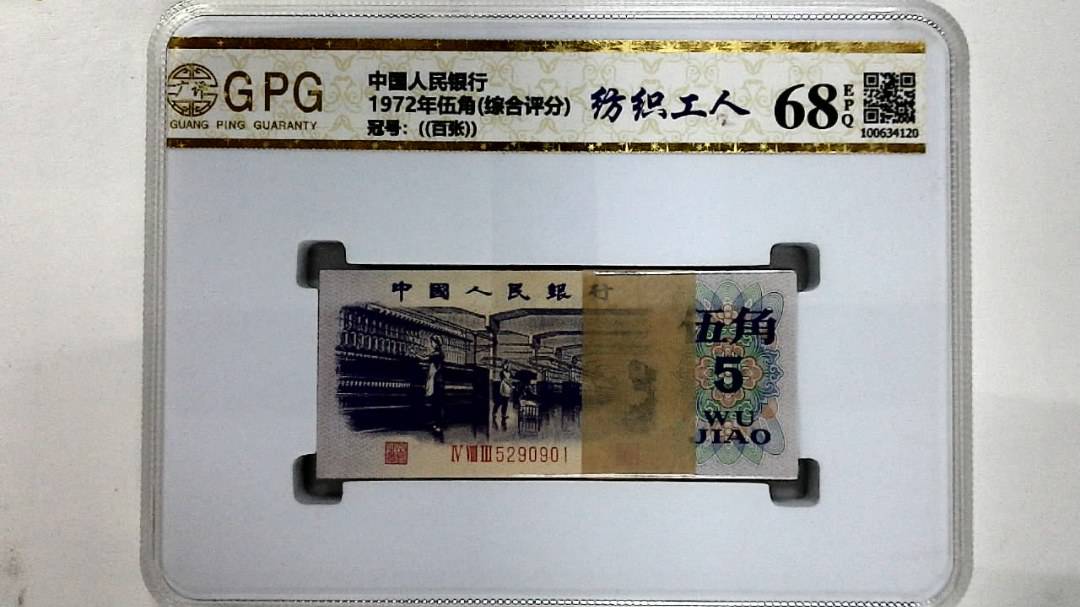 GPG
GUANG PING GUARANTY
中国人民银行
1972年伍角(综合评分)
冠号：((百张))
纺织工人
68
EPQ
100634120
中國人民銀行
伍角
5
WU
JIAO
IV VIII III 5290901